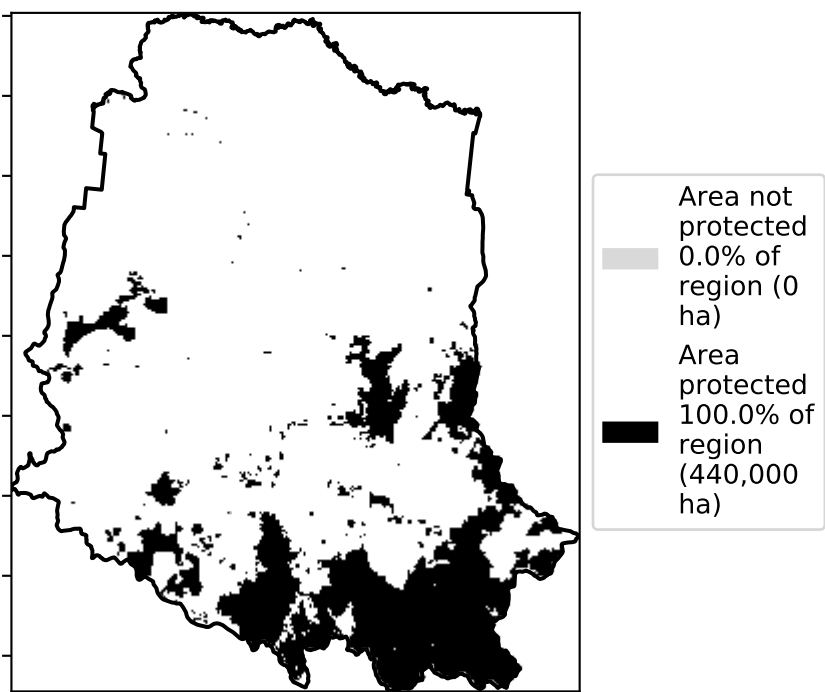 Area not
protected
0.0% of
region (0
ha)
Area
protected
100.0% of
region
(440,000
ha)